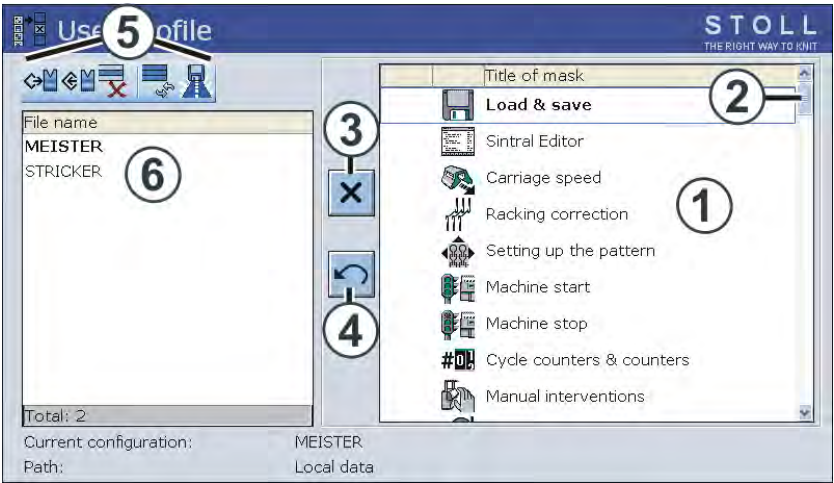 User Profile
STOLL
THE RIGHT WAY TO KNIT
5
File name
MEISTER
STRICKER
6
Total: 2
3
4
Title of mask
2
Load & save
Sintral Editor
Carriage speed
1
Racking correction
Setting up the pattern
Machine start
Machine stop
#0 Cycle counters & counters
Manual interventions
Current configuration: MEISTER
Path: Local data